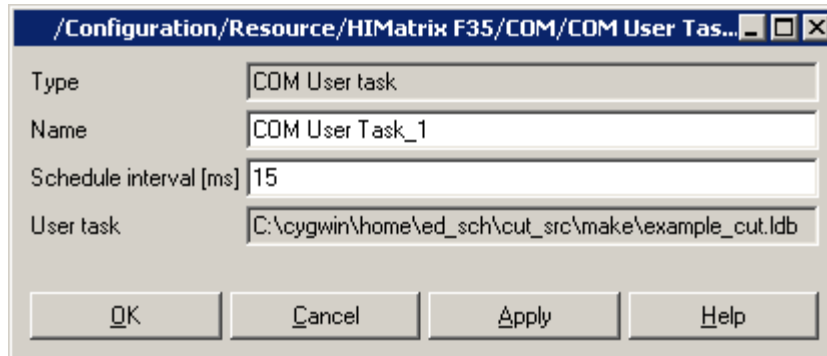 /Configuration/Resource/HIMatrix F35/COM/COM User Tas...
Type COM User task
Name COM User Task_1
Schedule interval [ms] 15
User task C:\cygwin\home\ed_sch\cut_src\make\example_cut.ldb
OK Cancel Apply Help